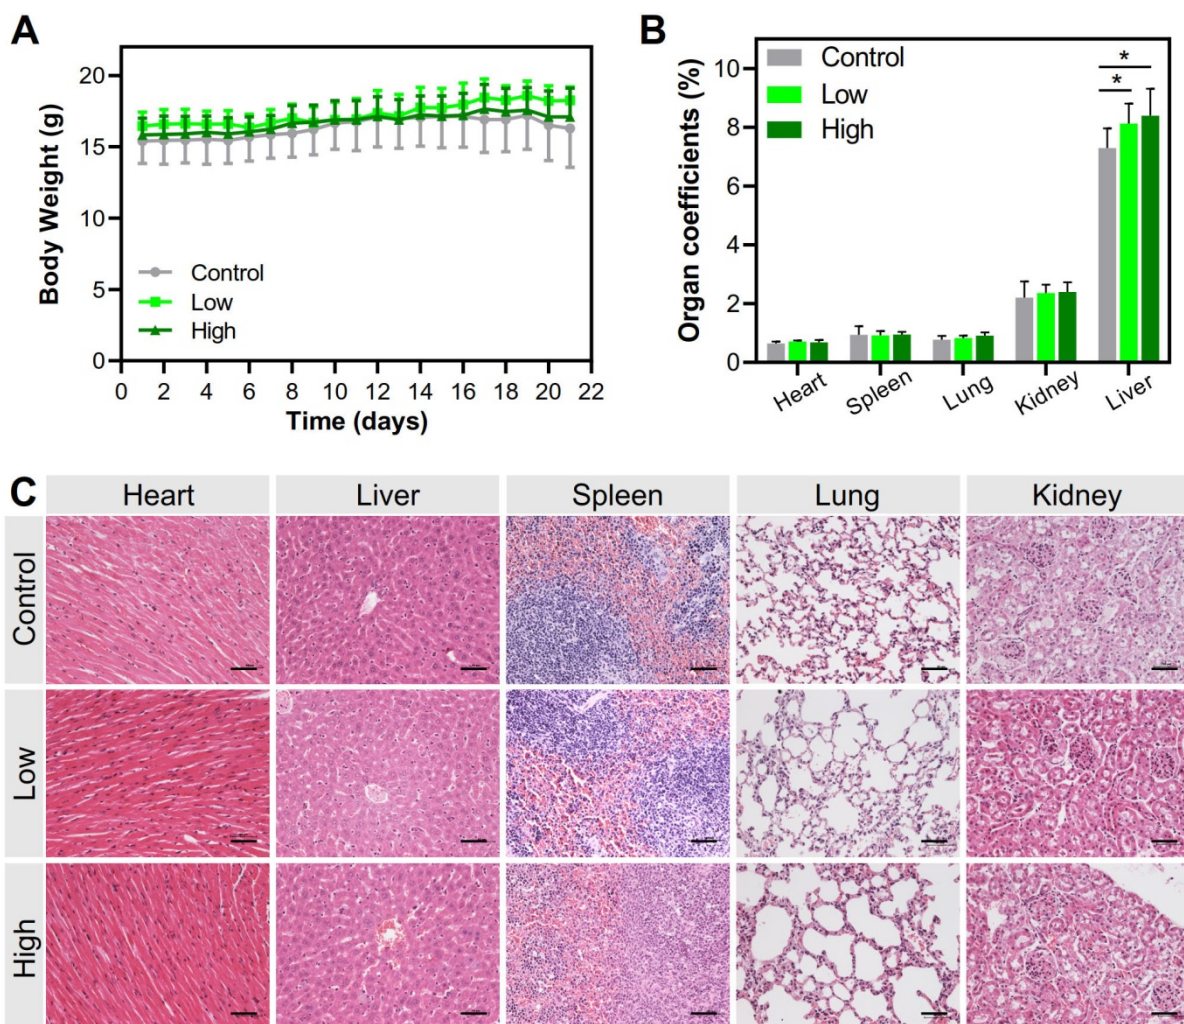 A
Body Weight (g)
20
15
10
5
0
Control
Low
High
0 2 4 6 8 10 12 14 16 18 20 22
Time (days)
B
Organ coefficients (%)
10
8
6
4
2
0
Control
Low
High
*
*
Heart Spleen Lung Kidney Liver
C
Heart Liver Spleen Lung Kidney
Control
Low
High